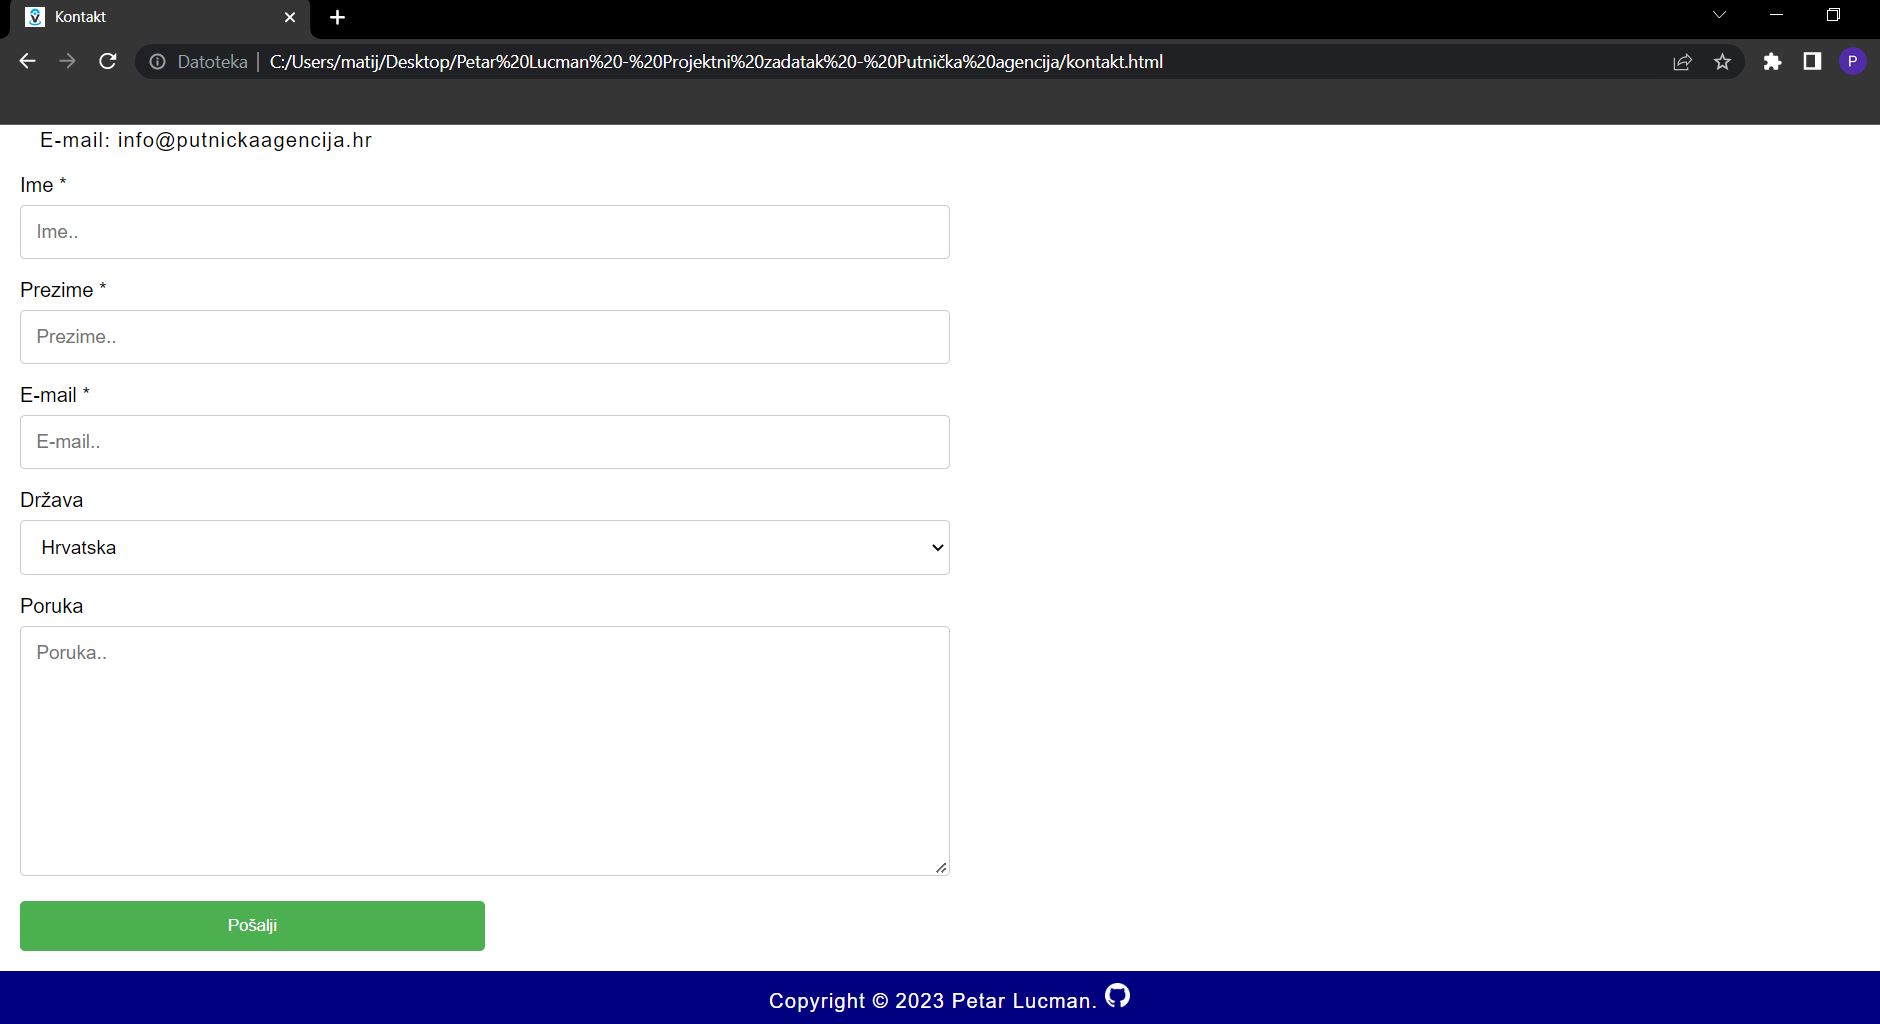 Kontakt
Datoteka | C:/Users/matij/Desktop/Petar%20Lucman%20-%20Projektni%20zadatak%20-%20Putnička%20agencija/kontakt.html
P
E-mail: info@putnickaagencija.hr
Ime *
Ime..
Prezime *
Prezime..
E-mail *
E-mail..
Država
Hrvatska
Poruka
Poruka..
Pošalji
Copyright © 2023 Petar Lucman.